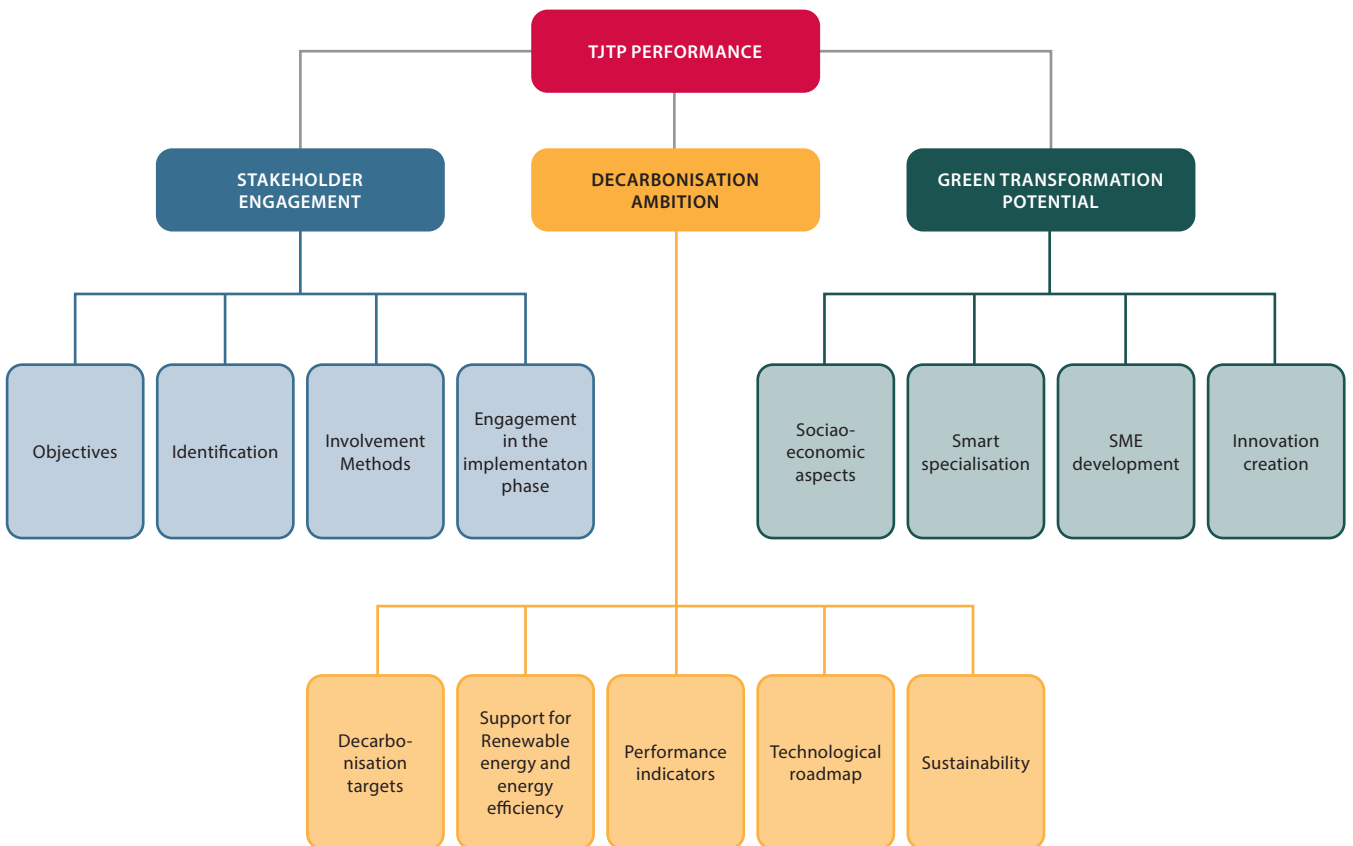 TJTP PERFORMANCE
STAKEHOLDER
ENGAGEMENT
DECARBONISATION
AMBITION
GREEN TRANSFORMATION
POTENTIAL
Objectives
Identification
Involvement
Methods
Engagement
in the
implementaton
phase
Sociao-
economic
aspects
Smart
specialisation
SME
development
Innovation
creation
Decarbo-
nisation
targets
Support for
Renewable
energy and
energy
efficiency
Performance
indicators
Technological
roadmap
Sustainability